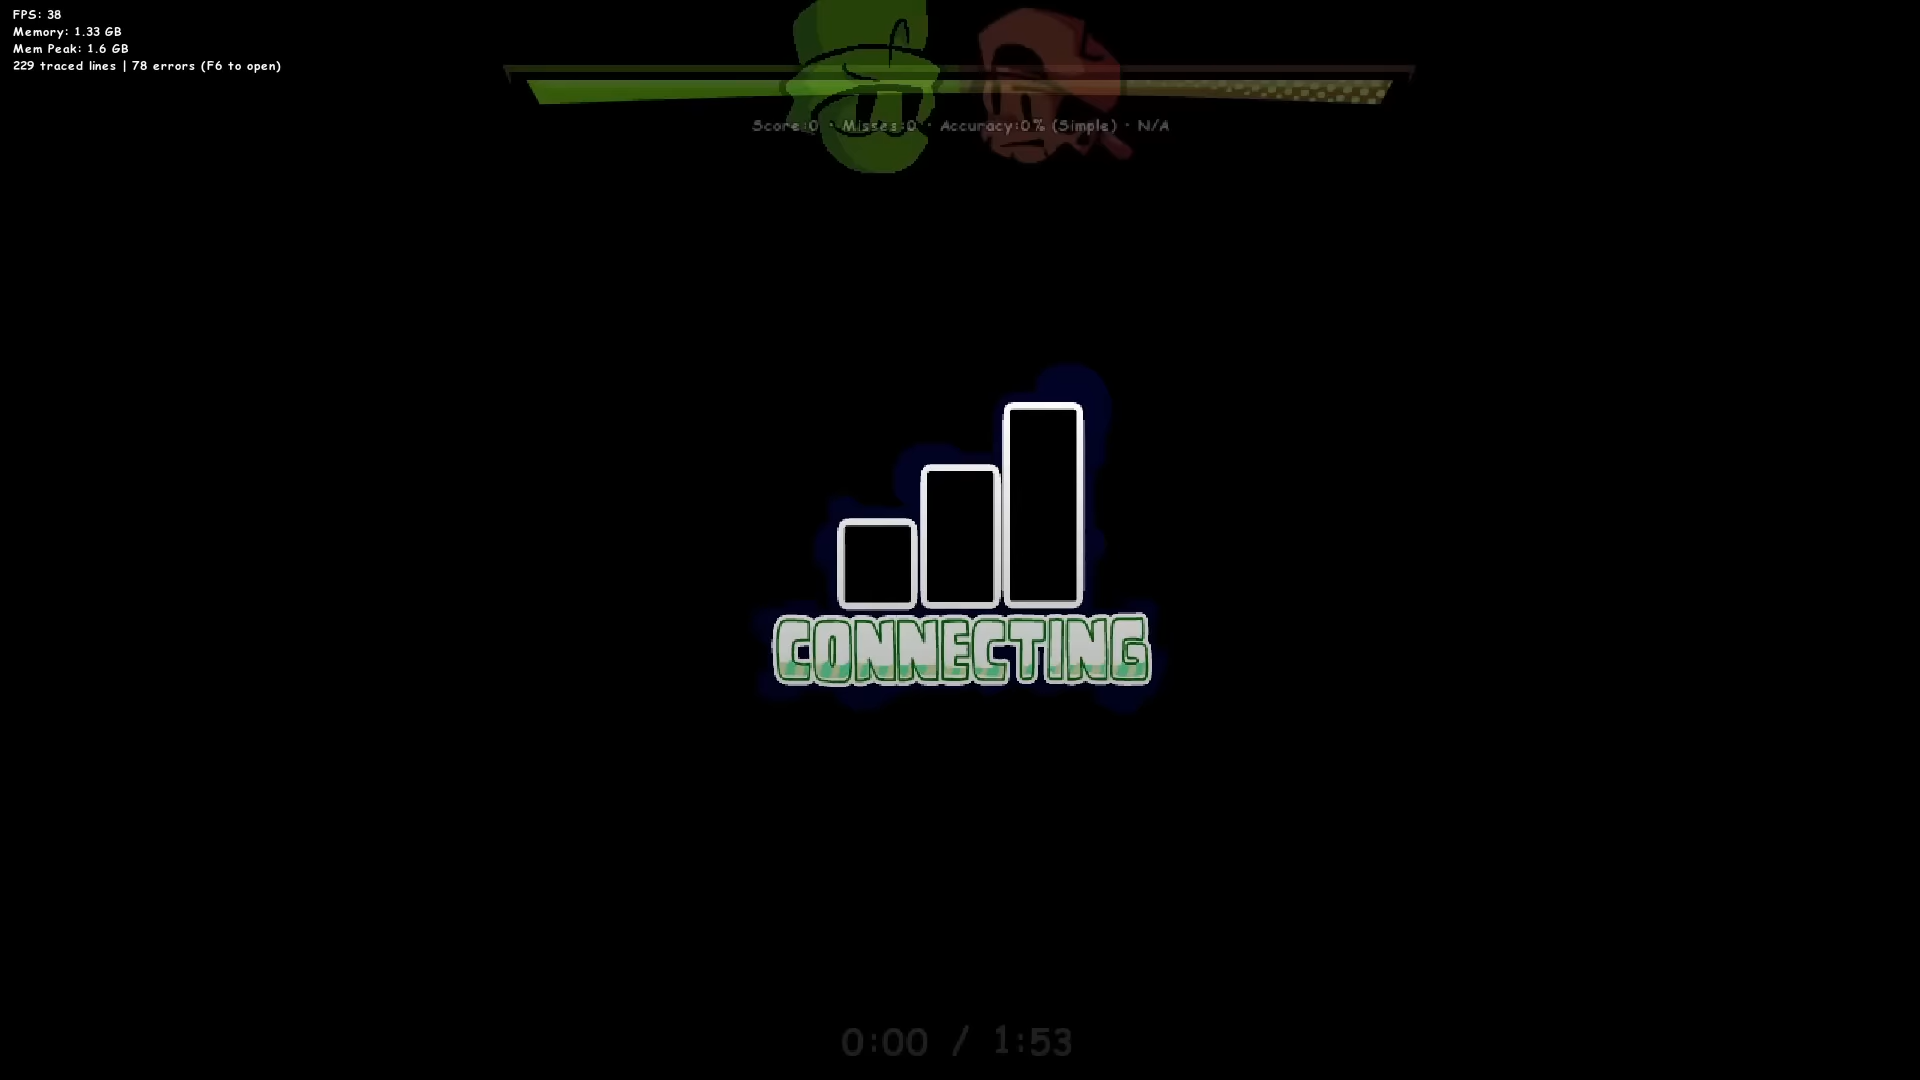 FPS: 38
Memory: 1.33 GB
Mem Peak: 1.6 GB
229 traced lines | 78 errors (F6 to open)
Score:0 · Misses:0 · Accuracy:0% (Simple) · N/A
CONNECTING
0:00 / 1:53